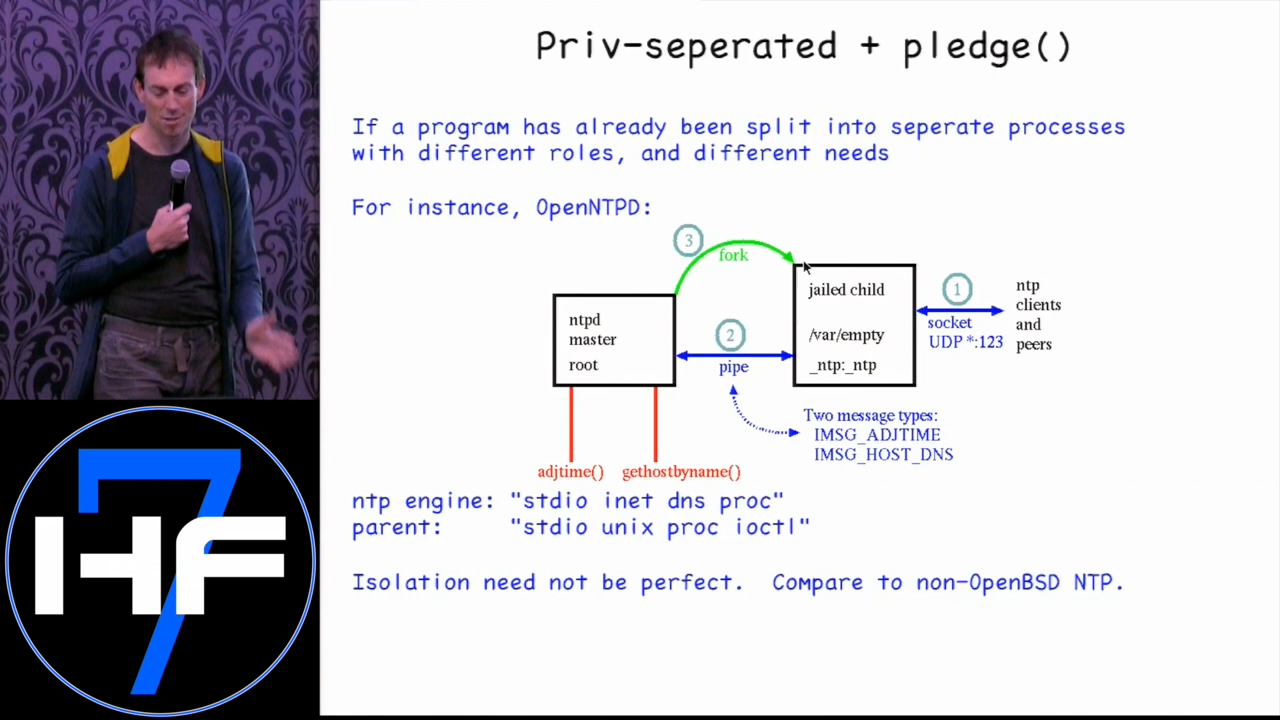 Priv-seperated + pledge()
If a program has already been split into seperate processes
with different roles, and different needs
For instance, OpenNTPD:
3
fork
jailed child
/var/empty
_ntp:_ntp
1
socket
UDP *:123
ntp
clients
and
peers
ntpd
master
root
2
pipe
Two message types:
IMSG_ADJTIME
IMSG_HOST_DNS
adjtime() gethostbyname()
ntp engine: "stdio inet dns proc"
parent: "stdio unix proc ioctl"
Isolation need not be perfect. Compare to non-OpenBSD NTP.
7
HF